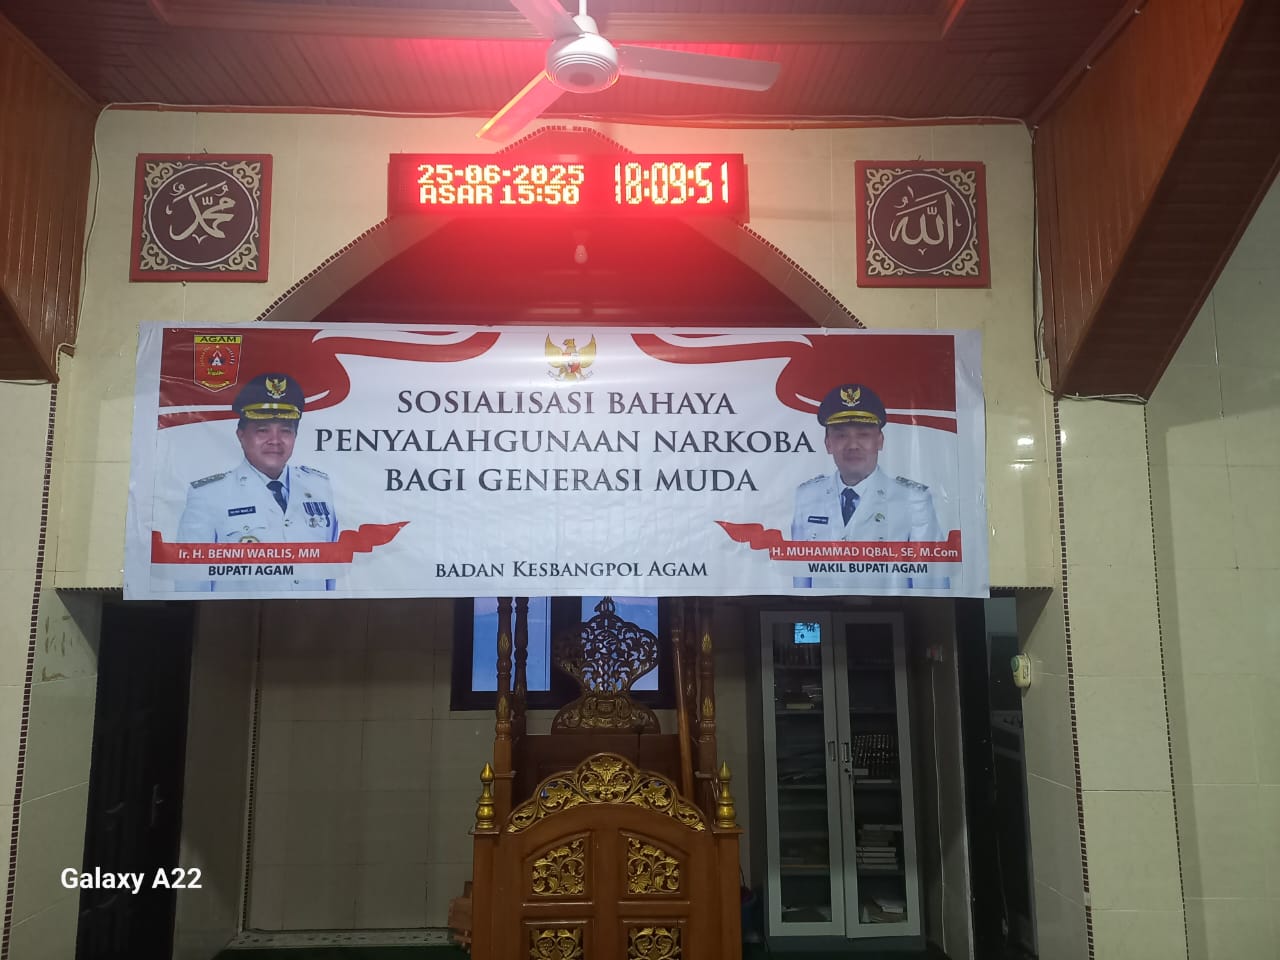 25-06-2025
ASAR 15:50
18:09:51
محمد
الله
AGAM
SOSIALISASI BAHAYA
PENYALAHGUNAAN NARKOBA
BAGI GENERASI MUDA
Ir. H. BENNI WARLIS, MM
BUPATI AGAM
BADAN KESBANGPOL AGAM
H. MUHAMMAD IQBAL, SE, M.Com
WAKIL BUPATI AGAM
Galaxy A22